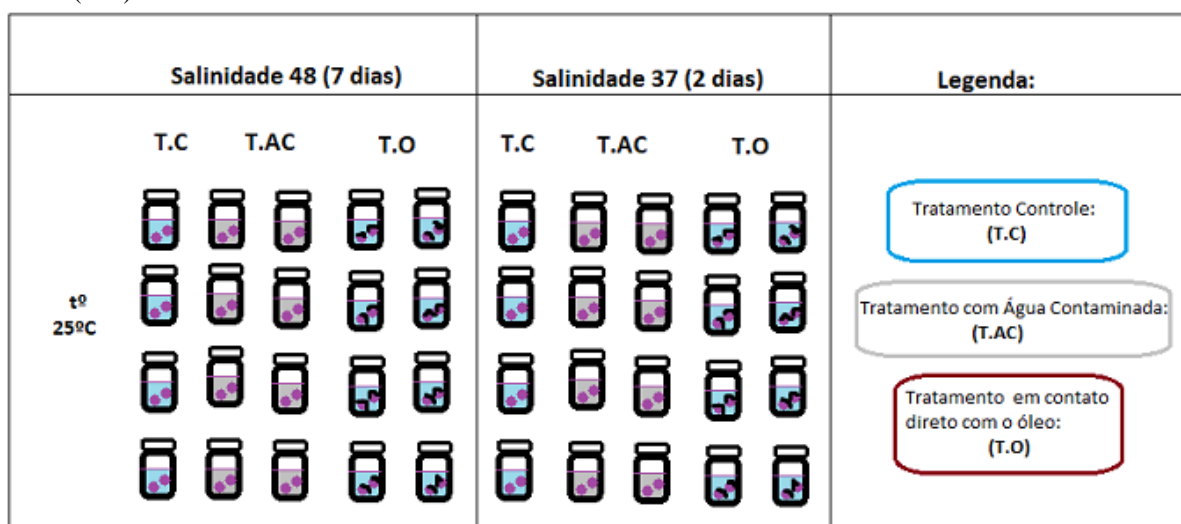 Salinidade 48 (7 dias)
Salinidade 37 (2 dias)
Legenda:
T.C
T.AC
T.O
T.C
T.AC
T.O
tº
25ºC
Tratamento Controle:
(T.C)
Tratamento com Água Contaminada:
(T.AC)
Tratamento em contato
direto com o óleo:
(T.O)